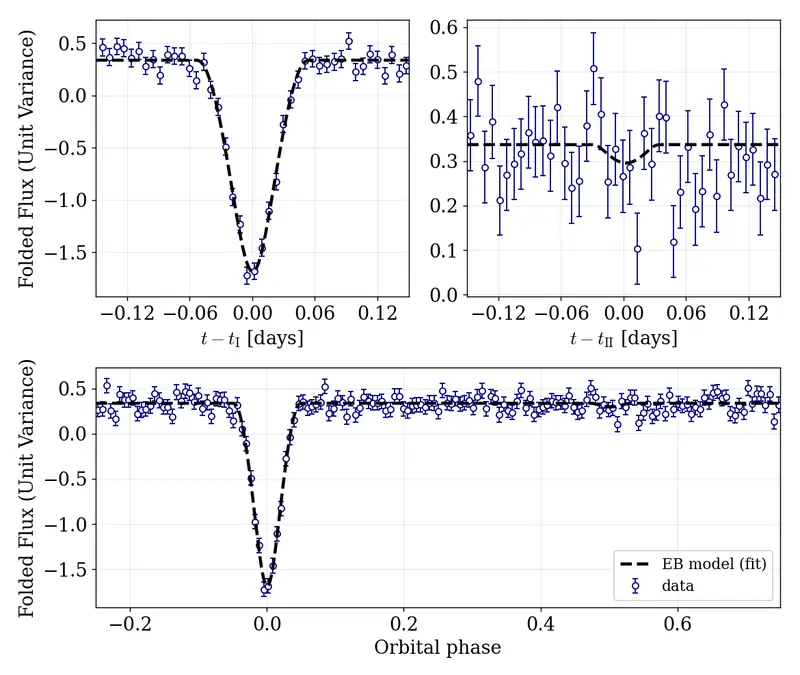 Folded Flux (Unit Variance)
0.5
0.0
−0.5
−1.0
−1.5
−0.12 −0.06 0.00 0.06 0.12
t − t_I [days]
0.6
0.5
0.4
0.3
0.2
0.1
0.0
−0.12 −0.06 0.00 0.06 0.12
t − t_II [days]
Folded Flux (Unit Variance)
0.5
0.0
−0.5
−1.0
−1.5
−0.2 0.0 0.2 0.4 0.6
Orbital phase
EB model (fit)
data